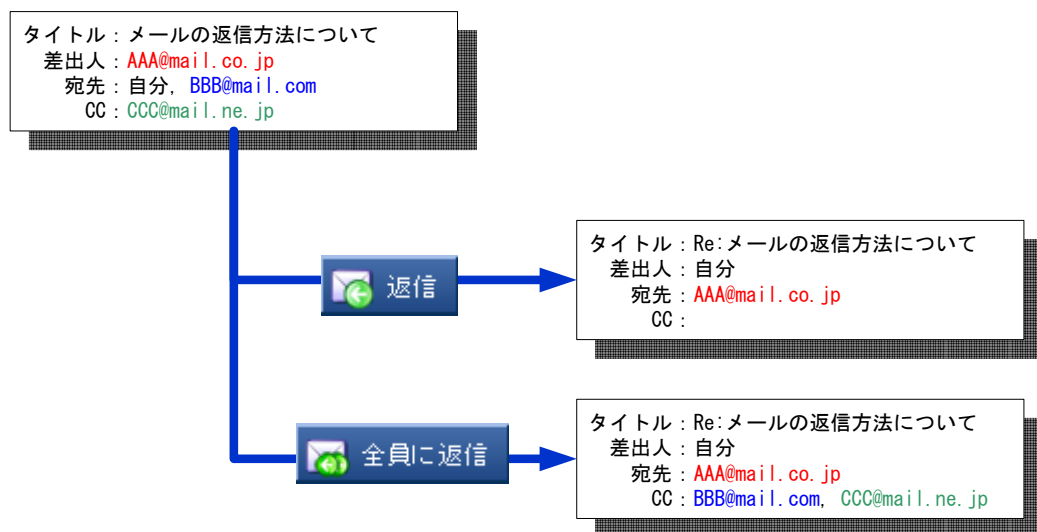 タイトル：メールの返信方法について
差出人：AAA@mail.co.jp
宛先：自分, BBB@mail.com
CC：CCC@mail.ne.jp
返信
タイトル：Re:メールの返信方法について
差出人：自分
宛先：AAA@mail.co.jp
CC：
全員に返信
タイトル：Re:メールの返信方法について
差出人：自分
宛先：AAA@mail.co.jp
CC：BBB@mail.com, CCC@mail.ne.jp